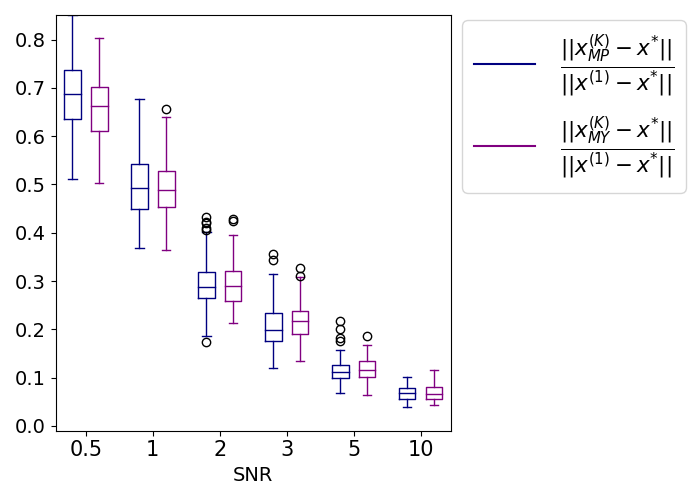 0.8
0.7
0.6
0.5
0.4
0.3
0.2
0.1
0.0
0.5 1 2 3 5 10
SNR
||x_{MP}^{(K)} − x^*||
||x^{(1)} − x^*||
||x_{MY}^{(K)} − x^*||
||x^{(1)} − x^*||